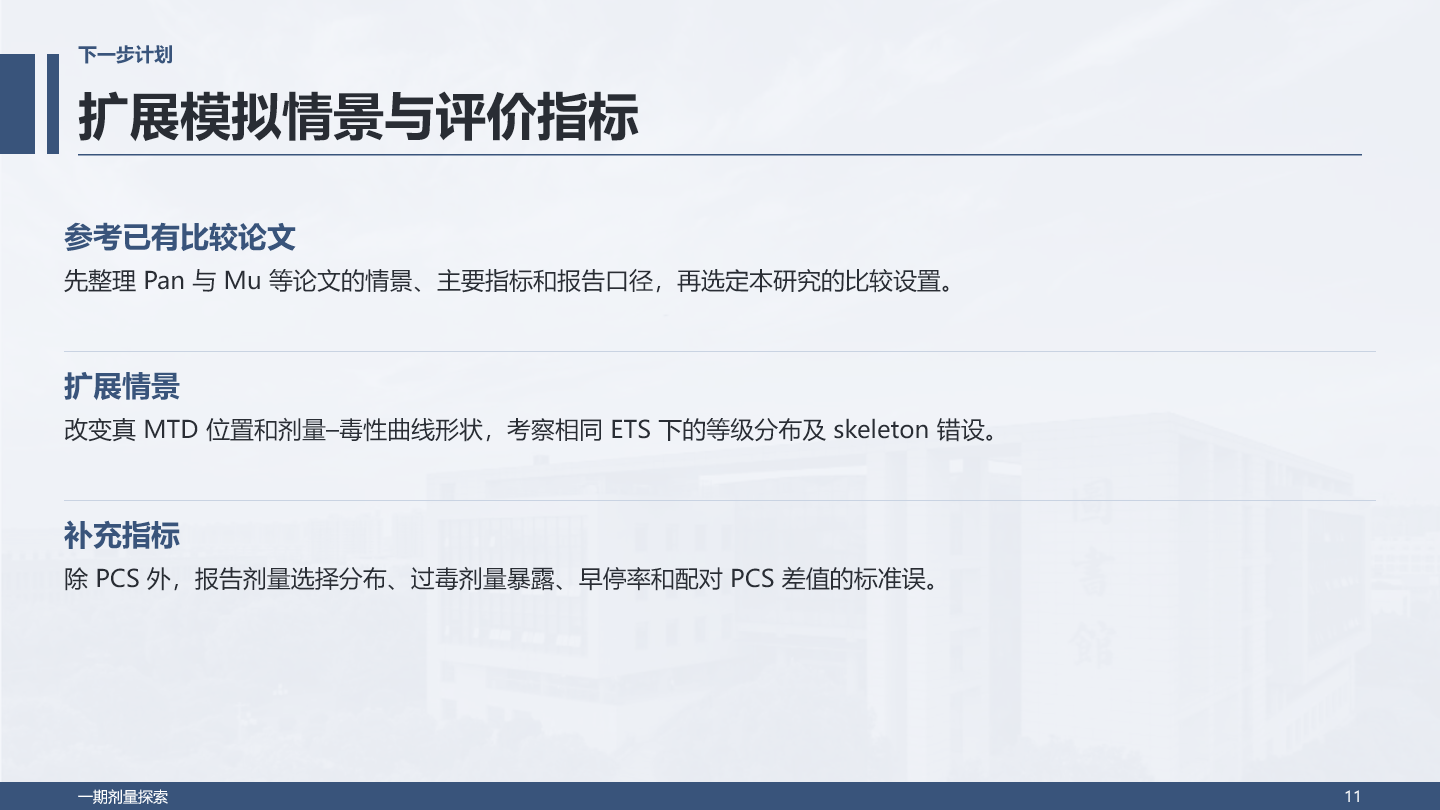 下一步计划
扩展模拟情景与评价指标
参考已有比较论文
先整理 Pan 与 Mu 等论文的情景、主要指标和报告口径，再选定本研究的比较设置。
扩展情景
改变真 MTD 位置和剂量–毒性曲线形状，考察相同 ETS 下的等级分布及 skeleton 错设。
圖
書
館
补充指标
除 PCS 外，报告剂量选择分布、过毒剂量暴露、早停率和配对 PCS 差值的标准误。
一期剂量探索
11